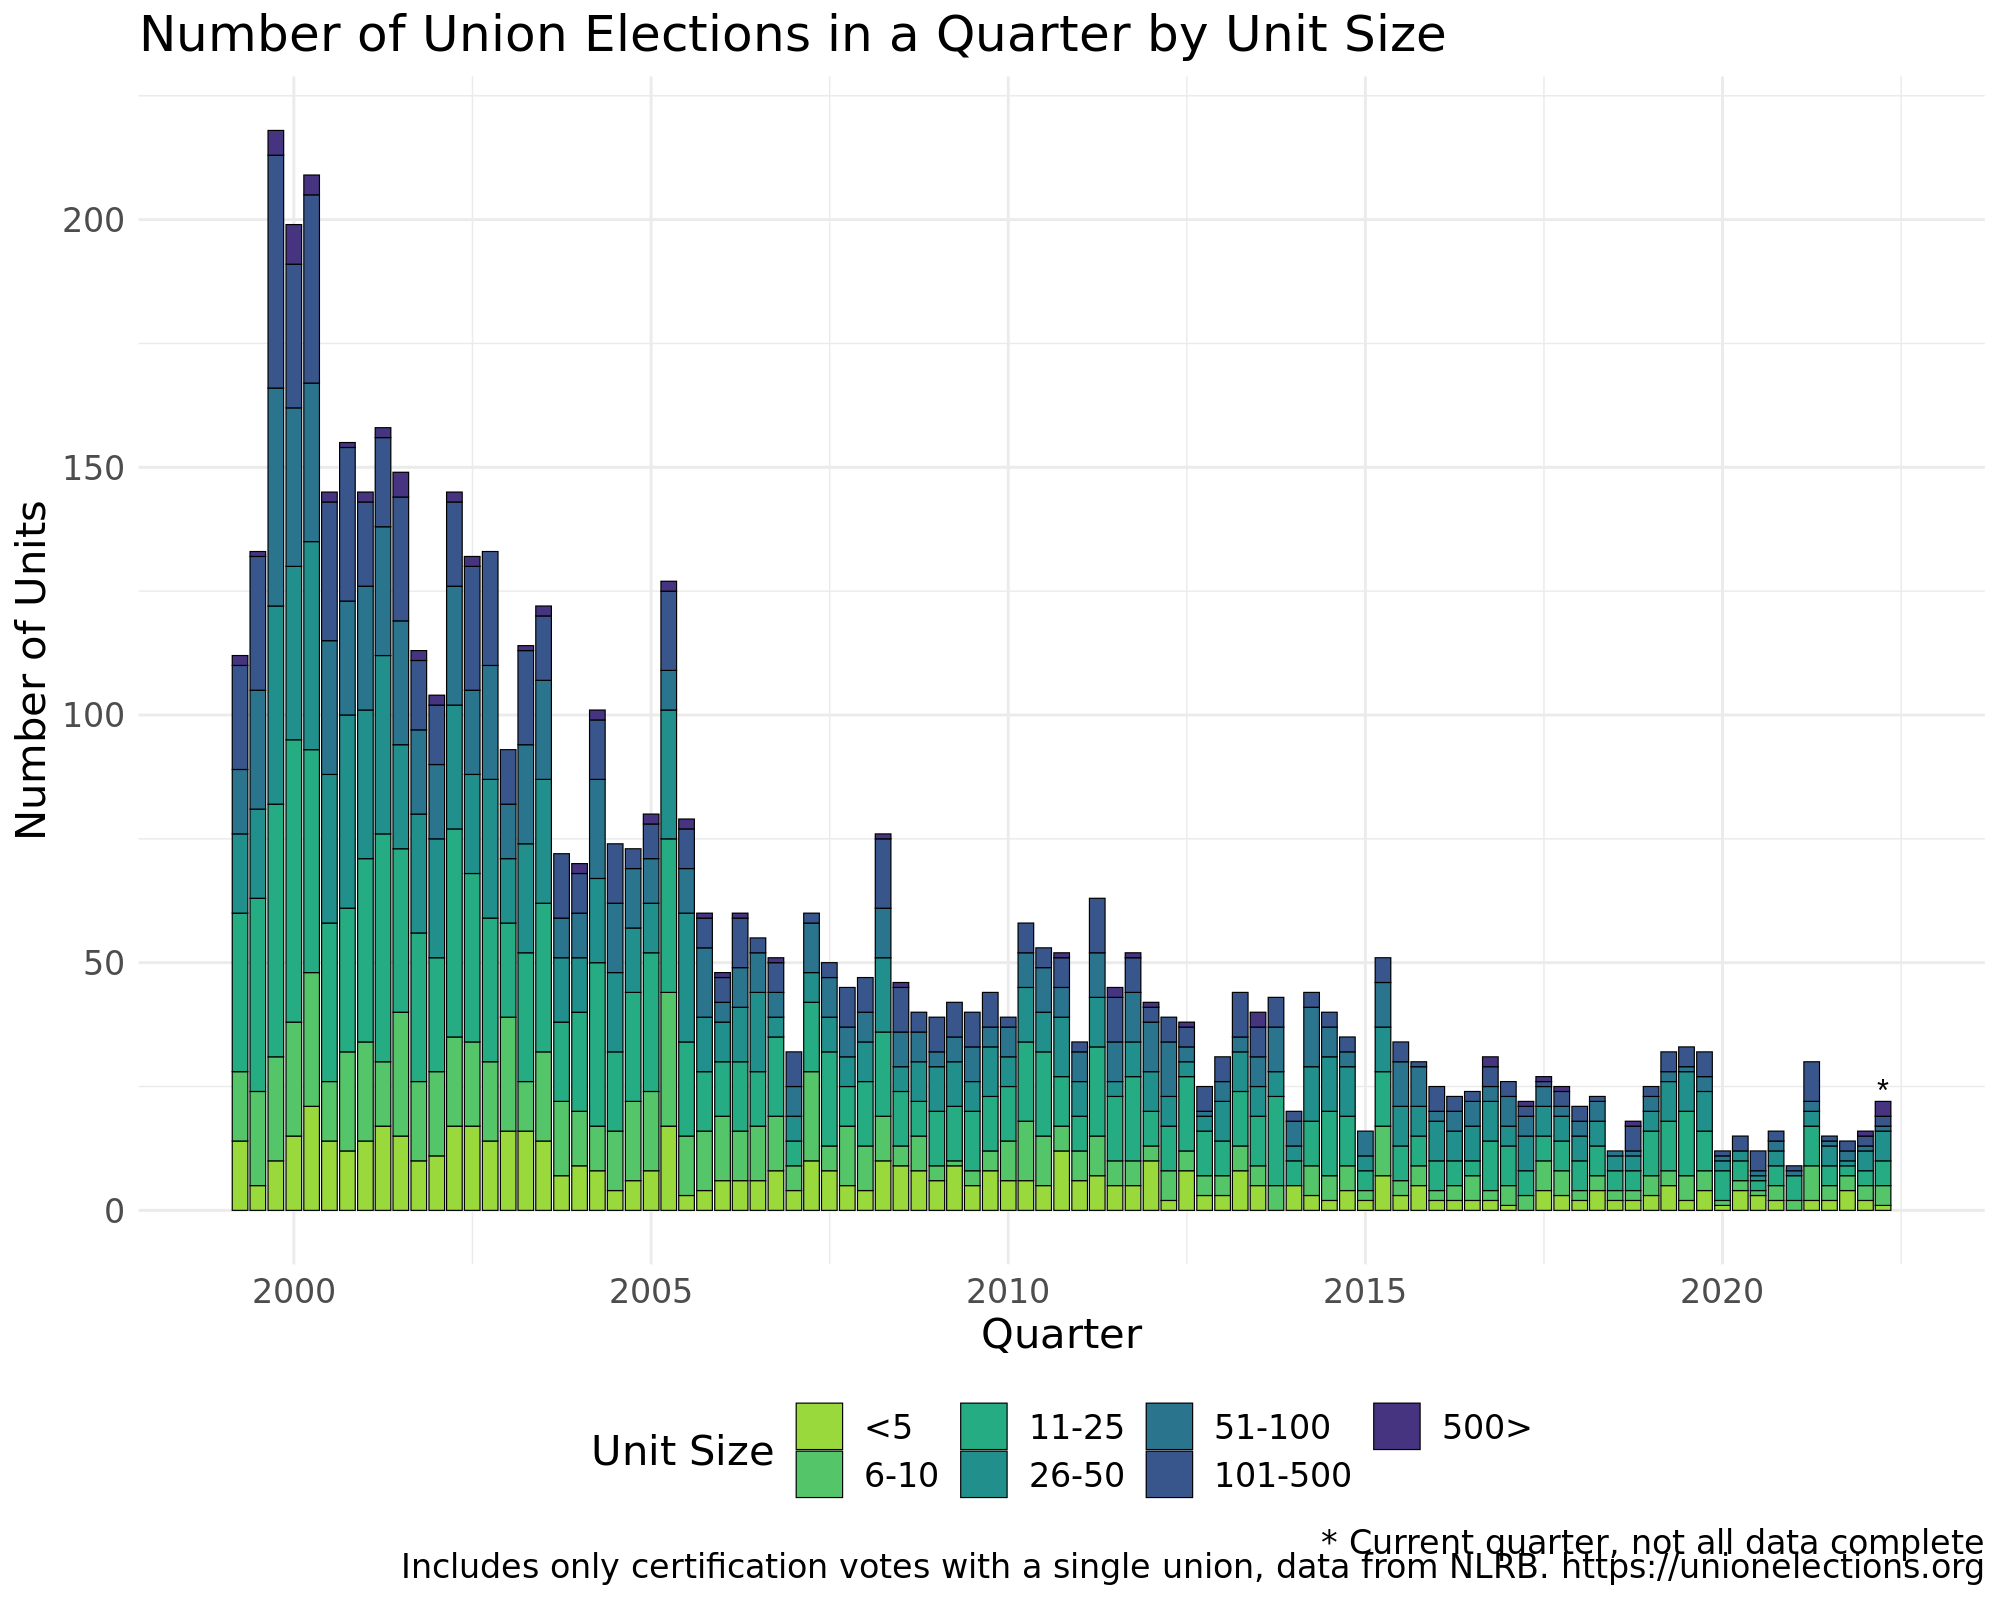 Number of Union Elections in a Quarter by Unit Size
Number of Units
200
150
100
50
0
*
2000 2005 2010 2015 2020
Quarter
Unit Size
<5 11-25 51-100 500>
6-10 26-50 101-500
* Current quarter, not all data complete
Includes only certification votes with a single union, data from NLRB. https://unionelections.org